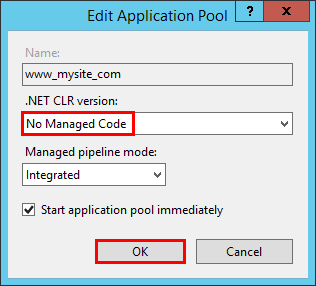 Edit Application Pool
?
Name:
www_mysite_com
.NET CLR version:
No Managed Code
Managed pipeline mode:
Integrated
Start application pool immediately
OK Cancel